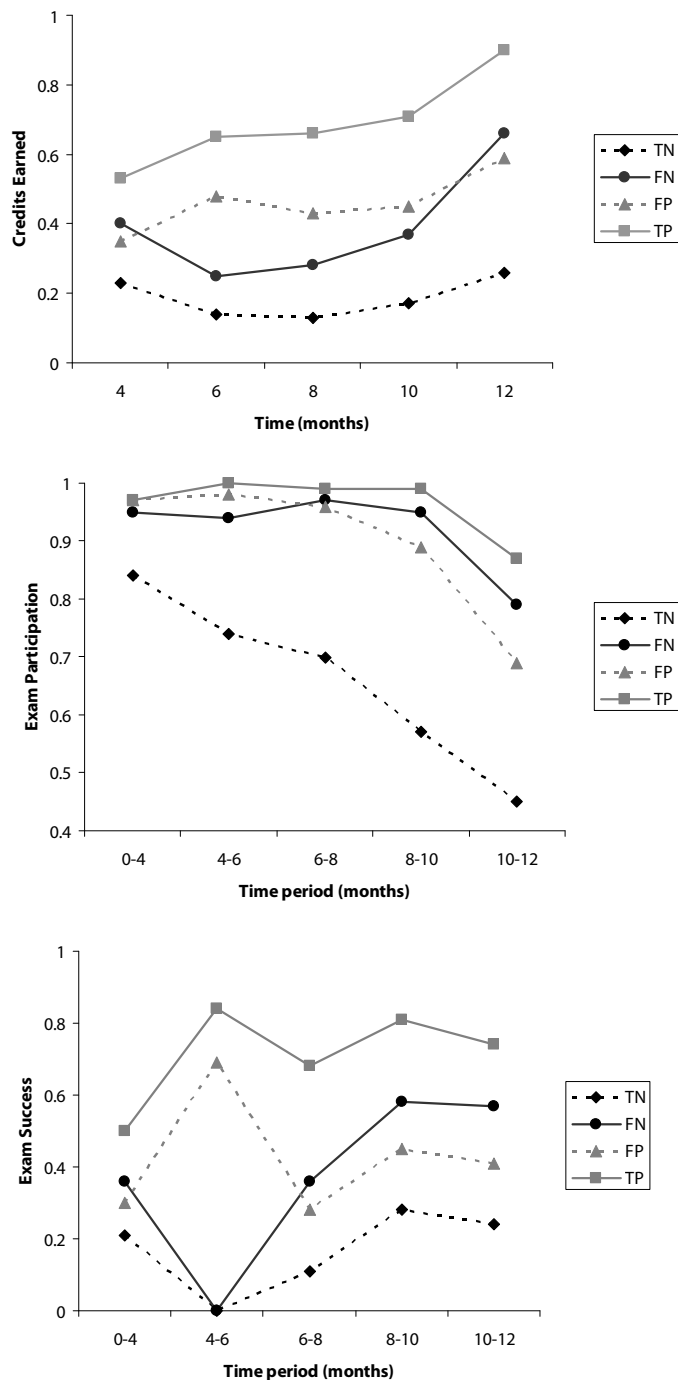 1
0.8
0.6
0.4
0.2
0
Credits Earned
4 6 8 10 12
Time (months)
TN
FN
FP
TP
1
0.9
0.8
0.7
0.6
0.5
0.4
Exam Participation
0-4 4-6 6-8 8-10 10-12
Time period (months)
TN
FN
FP
TP
1
0.8
0.6
0.4
0.2
0
Exam Success
0-4 4-6 6-8 8-10 10-12
Time period (months)
TN
FN
FP
TP